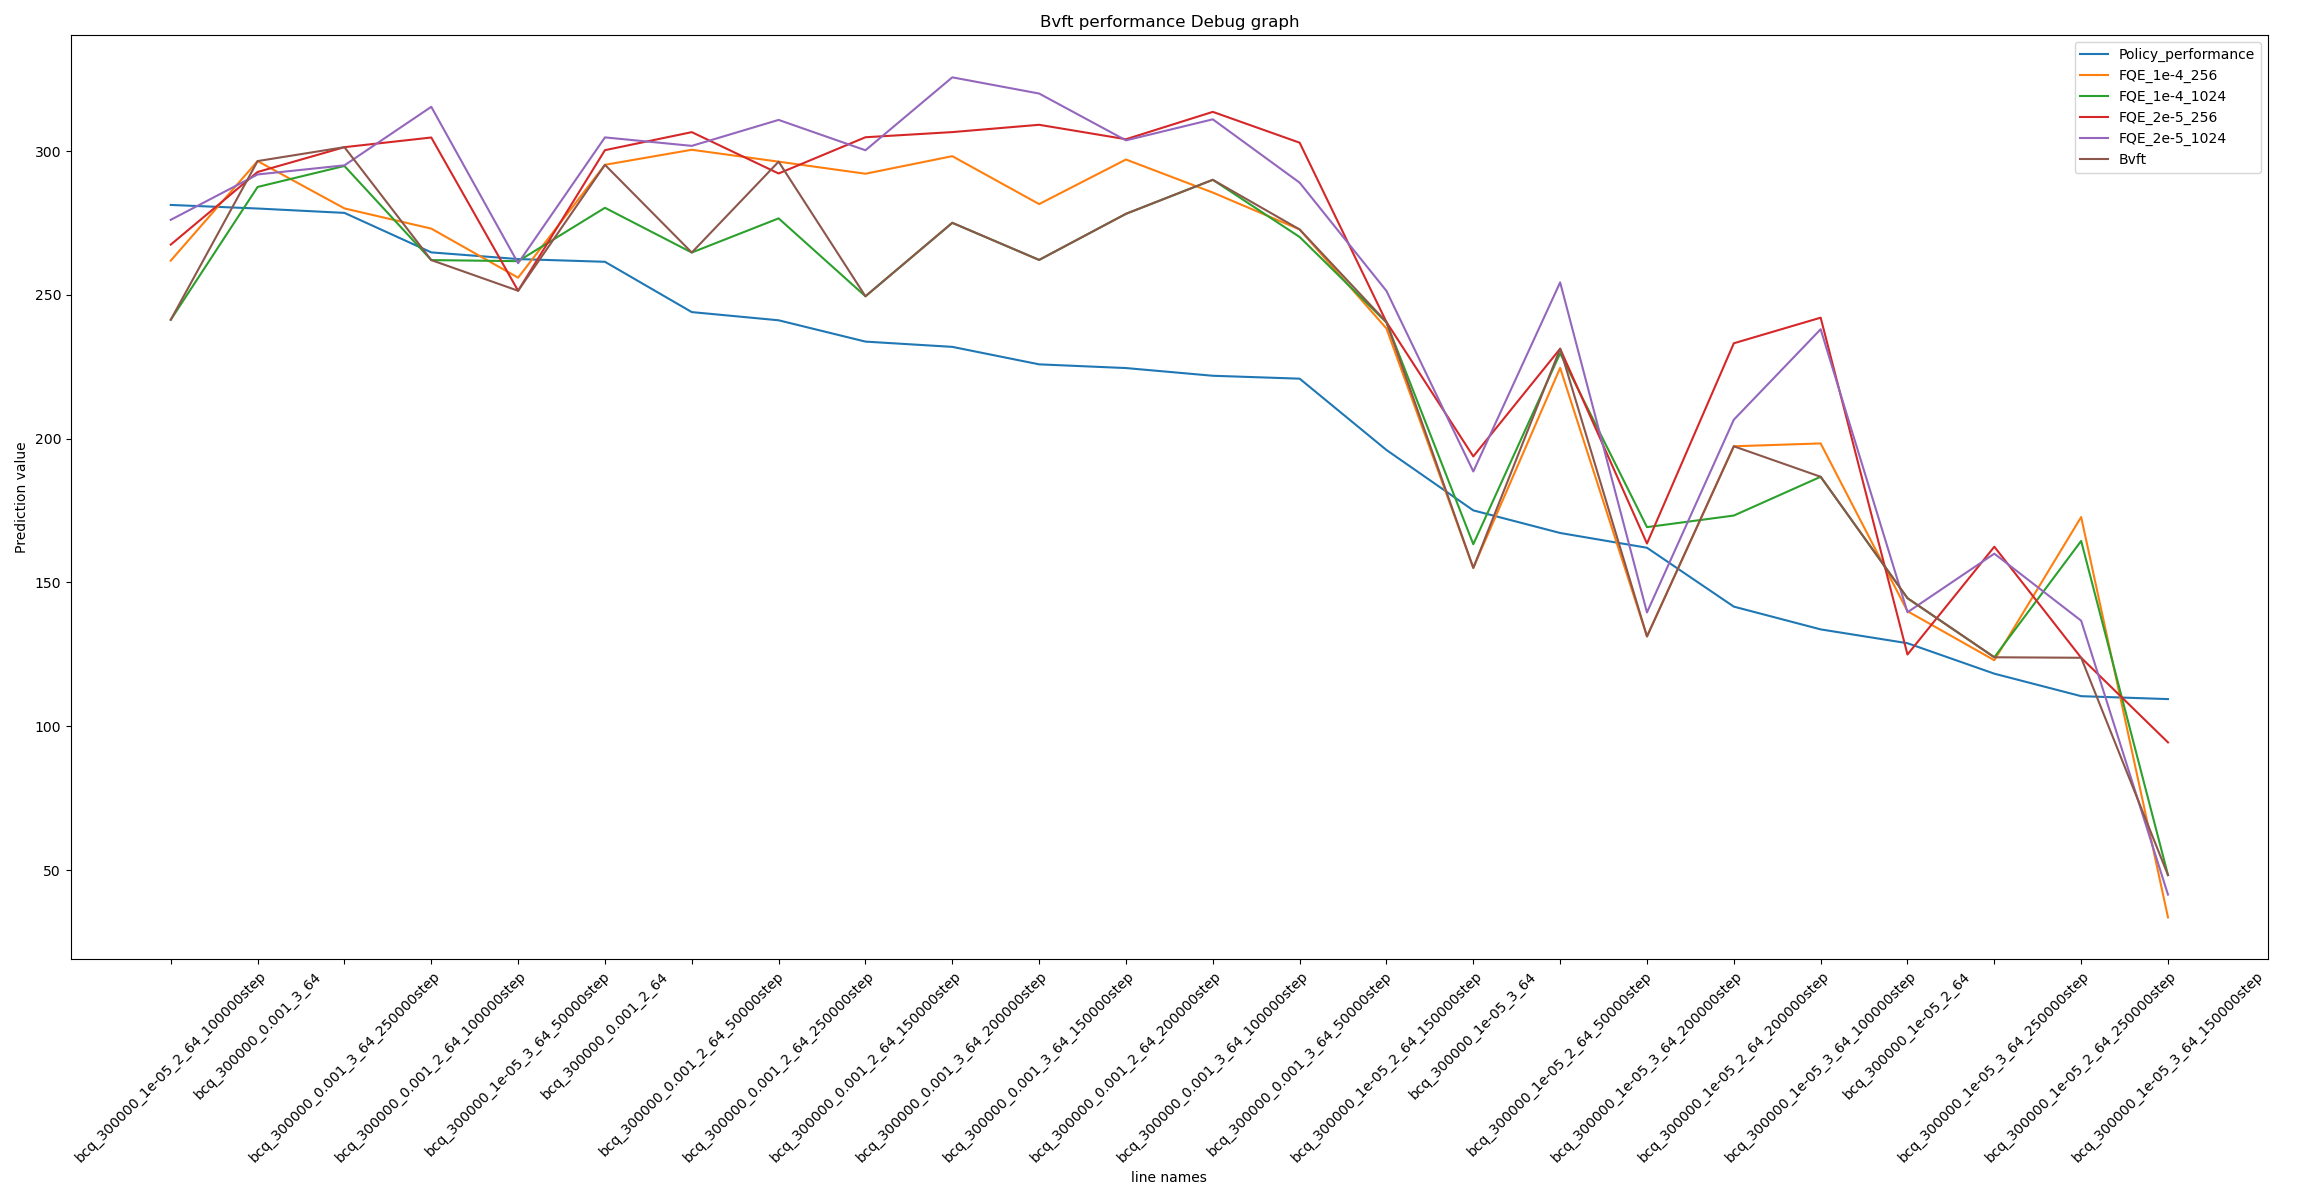 Bvft performance Debug graph
Policy_performance
FQE_1e-4_256
FQE_1e-4_1024
FQE_2e-5_256
FQE_2e-5_1024
Bvft
300
250
200
150
100
50
Prediction value
bcq_300000_1e-05_2_64_100000step
bcq_300000_0.001_3_64
bcq_300000_0.001_3_64_250000step
bcq_300000_0.001_2_64_100000step
bcq_300000_1e-05_3_64_50000step
bcq_300000_0.001_2_64
bcq_300000_0.001_2_64_50000step
bcq_300000_0.001_2_64_250000step
bcq_300000_0.001_2_64_150000step
bcq_300000_0.001_3_64_200000step
bcq_300000_0.001_3_64_150000step
bcq_300000_0.001_2_64_200000step
bcq_300000_0.001_3_64_100000step
bcq_300000_0.001_3_64_50000step
bcq_300000_1e-05_2_64_150000step
bcq_300000_1e-05_3_64
bcq_300000_1e-05_2_64_50000step
bcq_300000_1e-05_3_64_200000step
bcq_300000_1e-05_2_64_200000step
bcq_300000_1e-05_3_64_100000step
bcq_300000_1e-05_2_64
bcq_300000_1e-05_3_64_250000step
bcq_300000_1e-05_2_64_250000step
bcq_300000_1e-05_3_64_150000step
line names